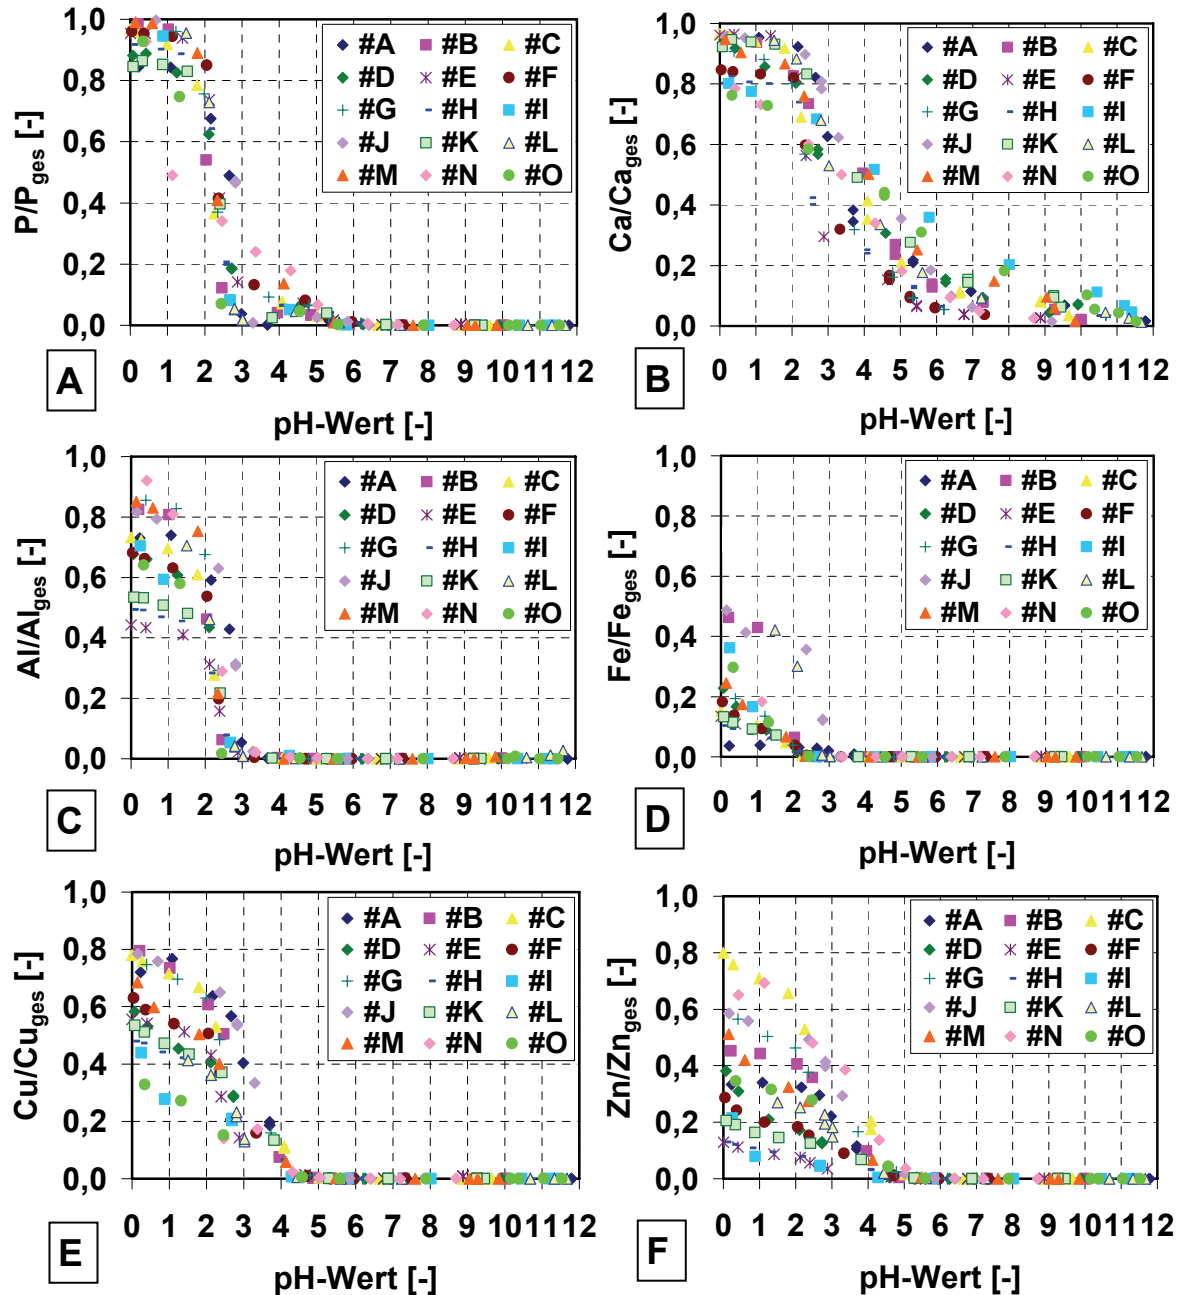 P/Pges [-]
1,0
0,8
0,6
0,4
0,2
0,0
#A #B #C
#D #E #F
#G #H #I
#J #K #L
#M #N #O
0 1 2 3 4 5 6 7 8 9 10 11 12
A
pH-Wert [-]
Ca/Cages [-]
1,0
0,8
0,6
0,4
0,2
0,0
#A #B #C
#D #E #F
#G #H #I
#J #K #L
#M #N #O
0 1 2 3 4 5 6 7 8 9 10 11 12
B
pH-Wert [-]
Al/Alges [-]
1,0
0,8
0,6
0,4
0,2
0,0
#A #B #C
#D #E #F
#G #H #I
#J #K #L
#M #N #O
0 1 2 3 4 5 6 7 8 9 10 11 12
C
pH-Wert [-]
Fe/Feges [-]
1,0
0,8
0,6
0,4
0,2
0,0
#A #B #C
#D #E #F
#G #H #I
#J #K #L
#M #N #O
0 1 2 3 4 5 6 7 8 9 10 11 12
D
pH-Wert [-]
Cu/Cuges [-]
1,0
0,8
0,6
0,4
0,2
0,0
#A #B #C
#D #E #F
#G #H #I
#J #K #L
#M #N #O
0 1 2 3 4 5 6 7 8 9 10 11 12
E
pH-Wert [-]
Zn/Znges [-]
1,0
0,8
0,6
0,4
0,2
0,0
#A #B #C
#D #E #F
#G #H #I
#J #K #L
#M #N #O
0 1 2 3 4 5 6 7 8 9 10 11 12
F
pH-Wert [-]